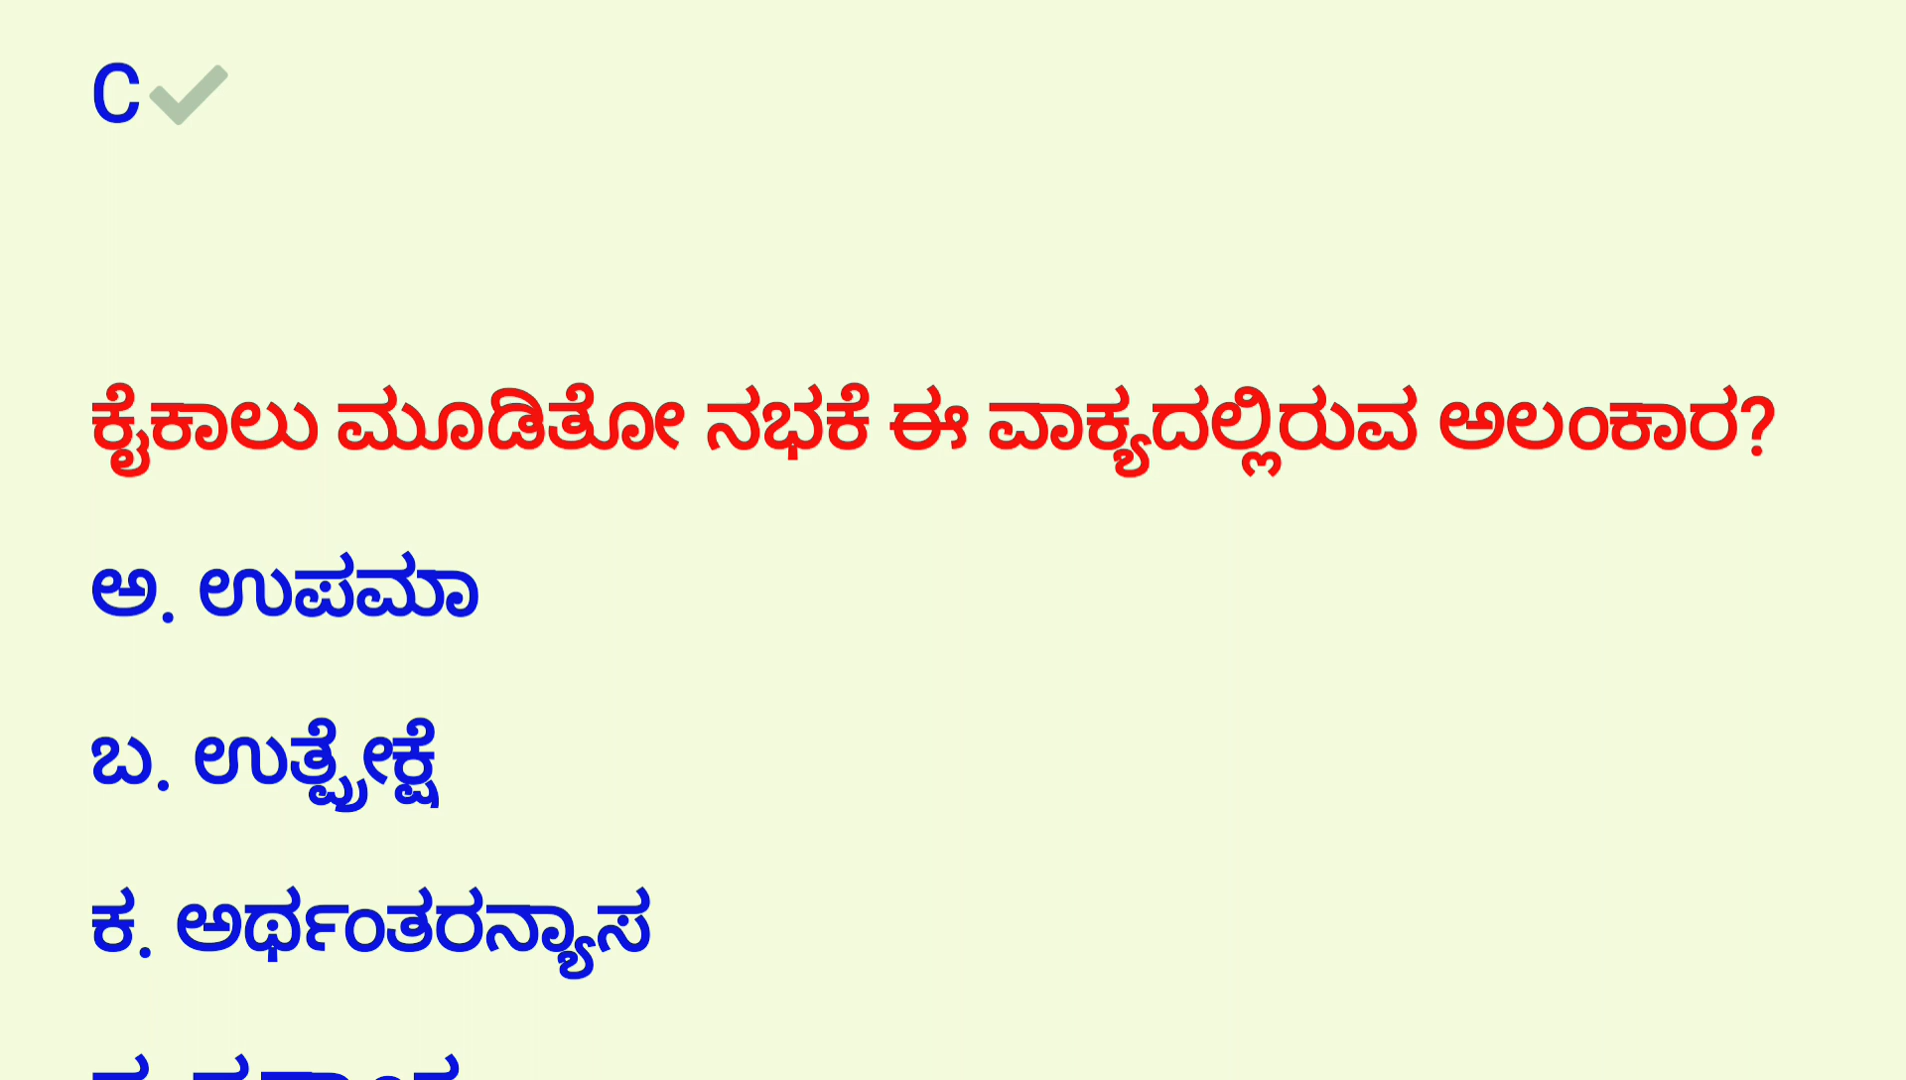 C✔
ಕೈಕಾಲು ಮೂಡಿತೋ ನಭಕೆ ಈ ವಾಕ್ಯದಲ್ಲಿರುವ ಅಲಂಕಾರ?
ಅ. ಉಪಮಾ
ಬ. ಉತ್ಪ್ರೇಕ್ಷೆ
ಕ. ಅರ್ಥಂತರನ್ಯಾಸ